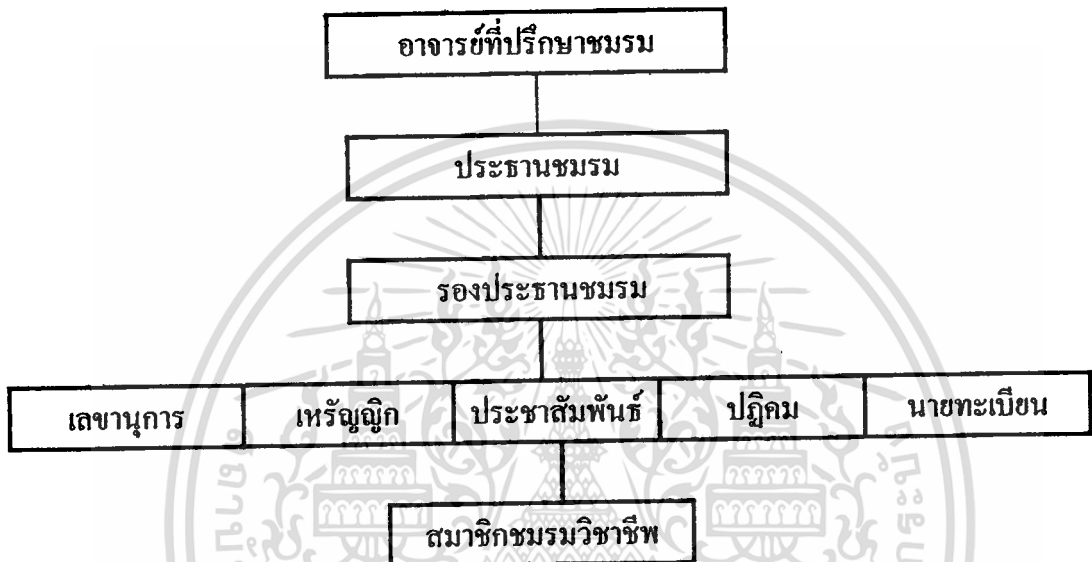 อาจารย์ที่ปรึกษาชมรม
ประธานชมรม
รองประธานชมรม
เลขานุการ เหรัญญิก ประชาสัมพันธ์ ปฏิคม นายทะเบียน
สมาชิกชมรมวิชาชีพ